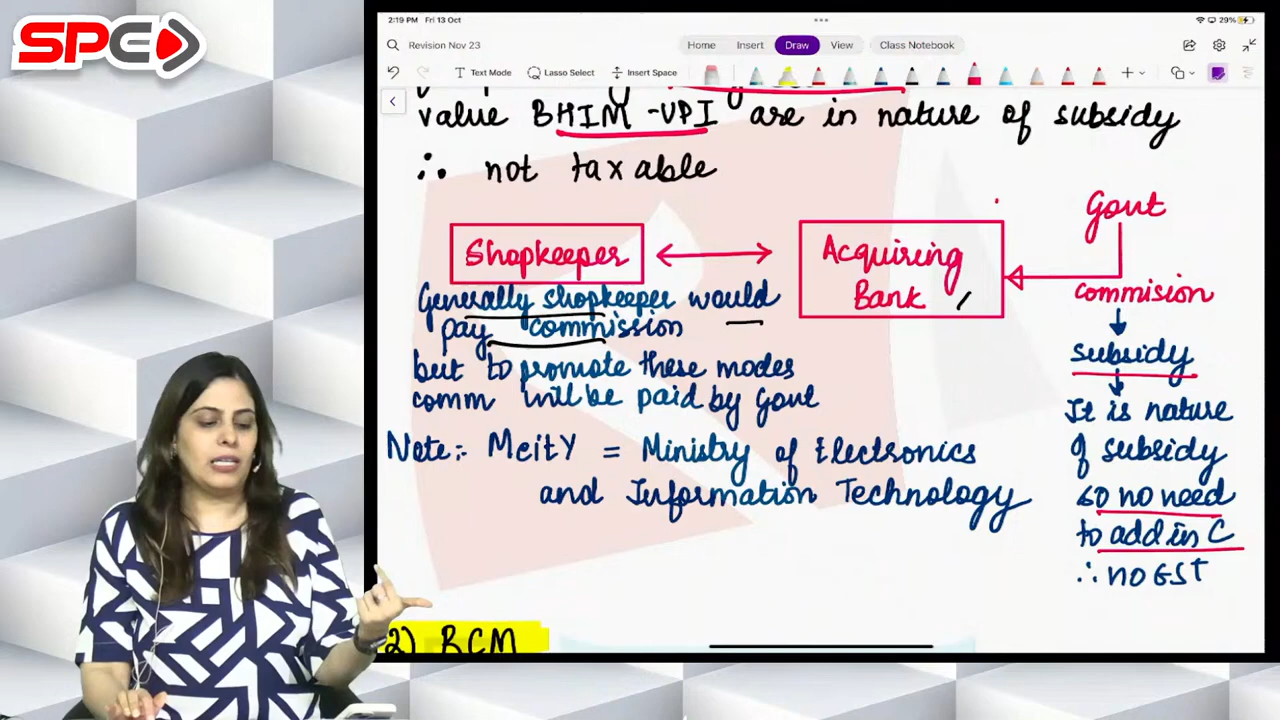 SPC
2:19 PM Fri 13 Oct
29%
Revision Nov 23
Home Insert Draw View Class Notebook
Text Mode Lasso Select Insert Space
value BHIM-UPI are in nature of subsidy
∴ not taxable
Shopkeeper
Acquiring
Bank
Govt
commision
Generally shopkeeper would
pay commission
but to promote these modes
comm will be paid by Govt
subsidy
It is nature
of subsidy
so no need
to add in C
∴ no GST
Note:- MeitY = Ministry of Electronics
and Information Technology
2) RCM